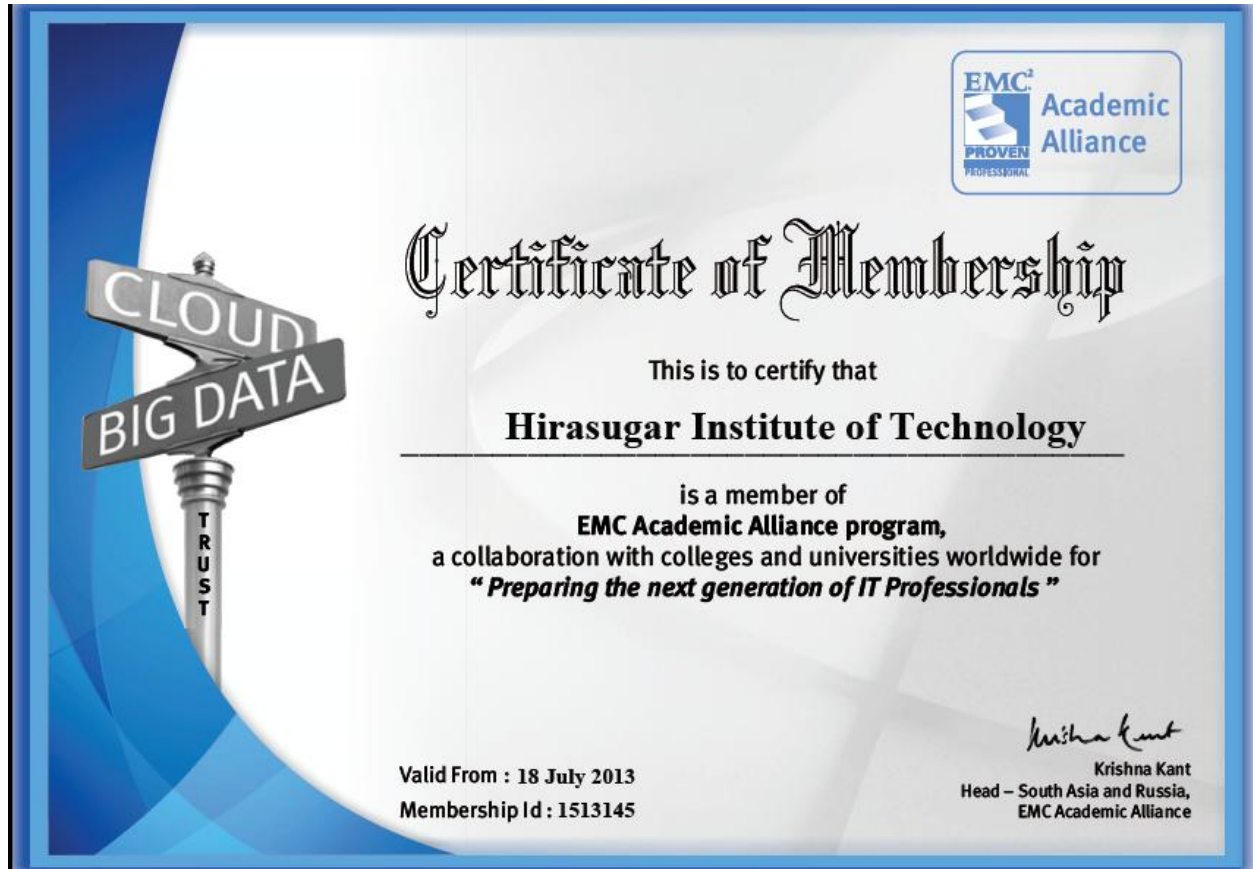 EMC²
PROVEN
PROFESSIONAL
Academic
Alliance
Certificate of Membership
CLOUD
BIG DATA
TRUST
This is to certify that
Hirasugar Institute of Technology
is a member of
EMC Academic Alliance program,
a collaboration with colleges and universities worldwide for
“ Preparing the next generation of IT Professionals ”
Krishna Kant
Valid From : 18 July 2013
Membership Id : 1513145
Krishna Kant
Head – South Asia and Russia,
EMC Academic Alliance